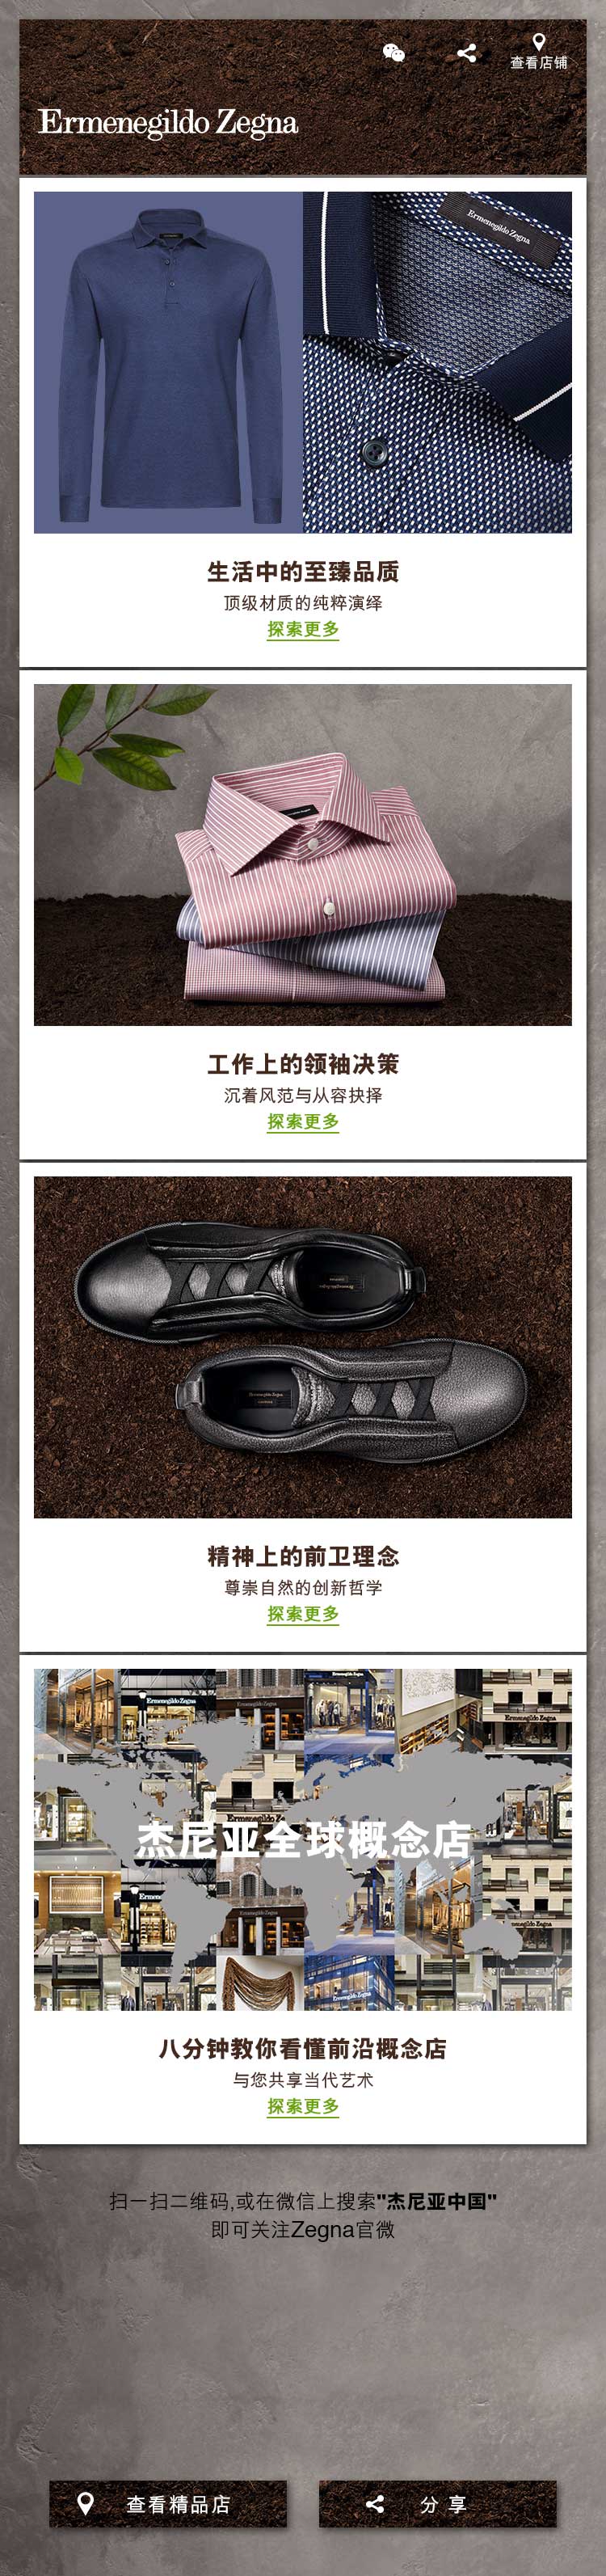 查看店铺
Ermenegildo Zegna
Ermenegildo Zegna
生活中的至臻品质
顶级材质的纯粹演绎
探索更多
工作上的领袖决策
沉着风范与从容抉择
探索更多
精神上的前卫理念
尊崇自然的创新哲学
探索更多
Ermenegildo Zegna
Ermenegildo Zegna
Ermenegildo Zegna
杰尼亚全球概念店
Ermenegildo Zegna
八分钟教你看懂前沿概念店
与您共享当代艺术
探索更多
扫一扫二维码,或在微信上搜索"杰尼亚中国"
即可关注Zegna官微
查看精品店
分 享